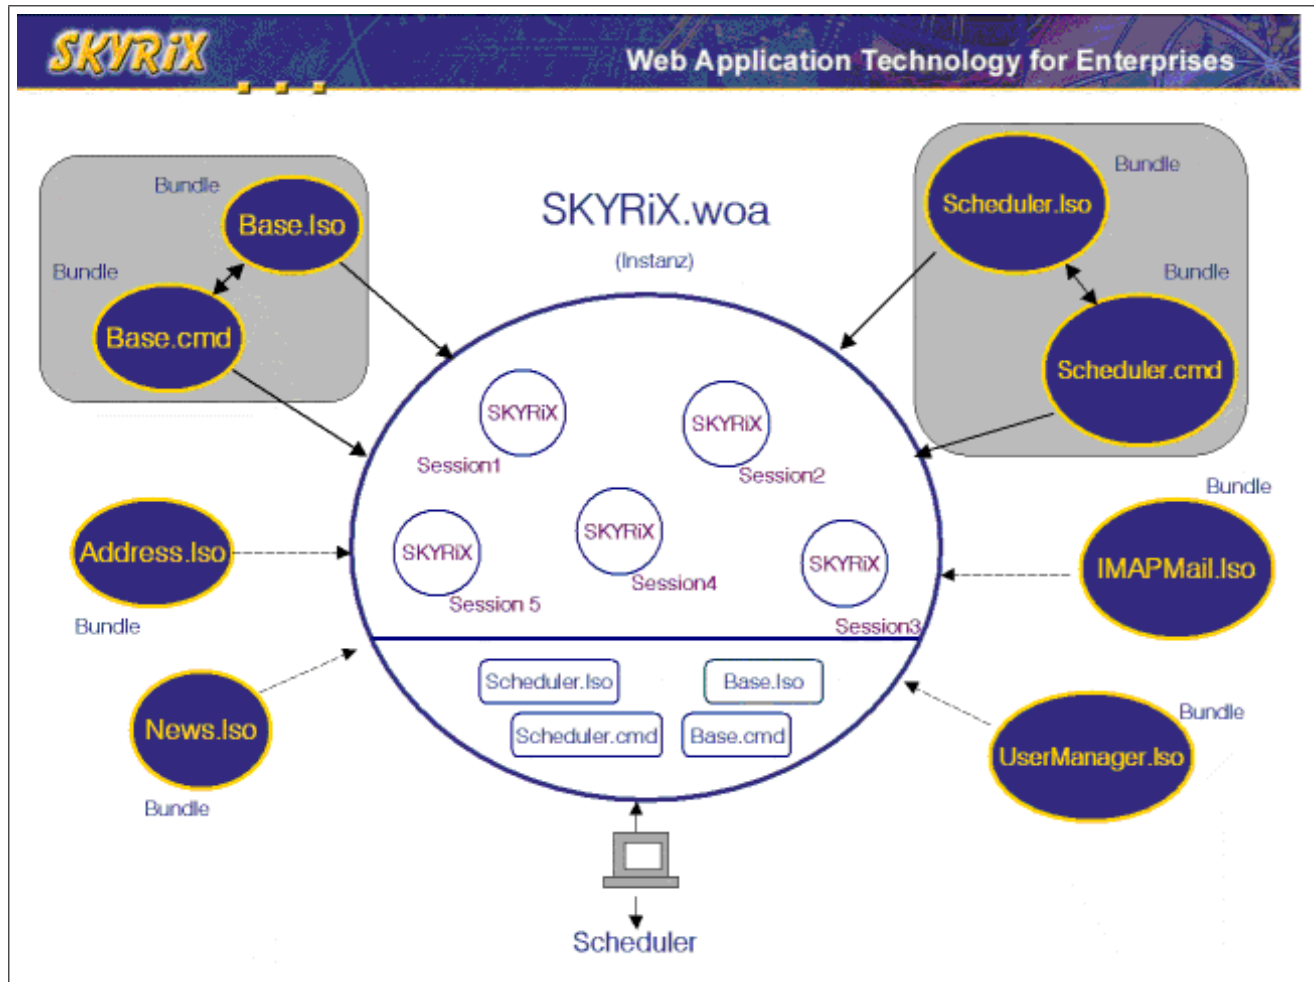 SKYRiX
Web Application Technology for Enterprises
Bundle
Base.lso
Bundle
Base.cmd
SKYRiX.woa
(Instanz)
Scheduler.lso
Bundle
Bundle
Scheduler.cmd
SKYRiX
Session1
SKYRiX
Session2
SKYRiX
Session 5
SKYRiX
Session4
SKYRiX
Session3
Address.lso
Bundle
News.lso
Bundle
Bundle
IMAPMail.lso
Bundle
UserManager.lso
Scheduler.lso
Base.lso
Scheduler.cmd
Base.cmd
Scheduler